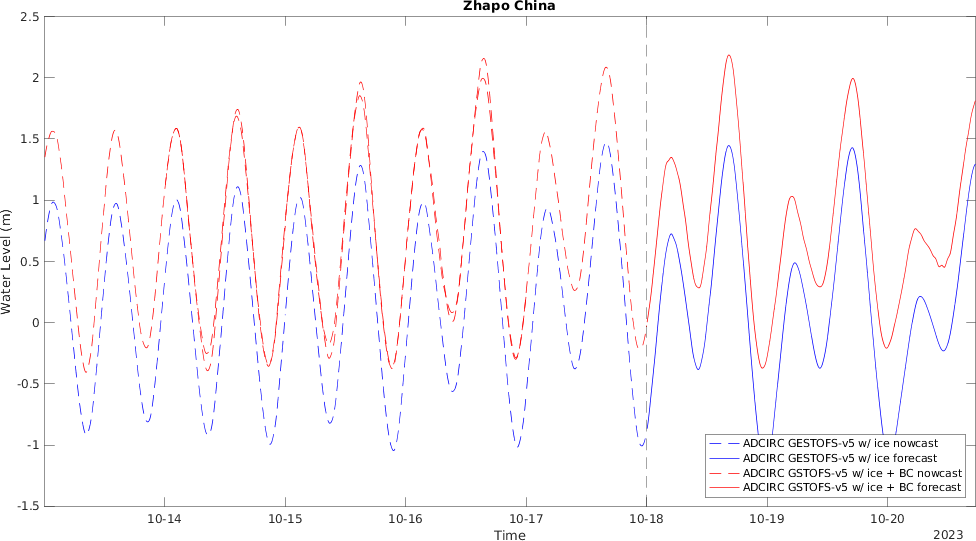 Zhapo China
2.5
2
1.5
1
0.5
0
-0.5
-1
-1.5
Water Level (m)
ADCIRC GESTOFS-v5 w/ ice nowcast
ADCIRC GESTOFS-v5 w/ ice forecast
ADCIRC GSTOFS-v5 w/ ice + BC nowcast
ADCIRC GSTOFS-v5 w/ ice + BC forecast
10-14 10-15 10-16 10-17 10-18 10-19 10-20
Time
2023